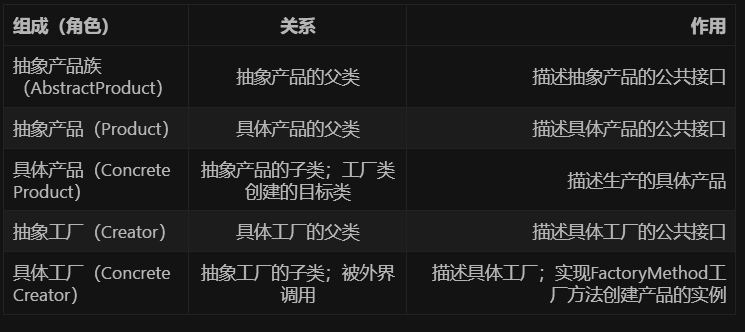 组成（角色） 关系 作用
抽象产品族
（AbstractProduct） 抽象产品的父类 描述抽象产品的公共接口
抽象产品（Product） 具体产品的父类 描述具体产品的公共接口
具体产品（Concrete
Product） 抽象产品的子类；工厂类
创建的目标类 描述生产的具体产品
抽象工厂（Creator） 具体工厂的父类 描述具体工厂的公共接口
具体工厂（Concrete
Creator） 抽象工厂的子类；被外界
调用 描述具体工厂；实现FactoryMethod工
厂方法创建产品的实例